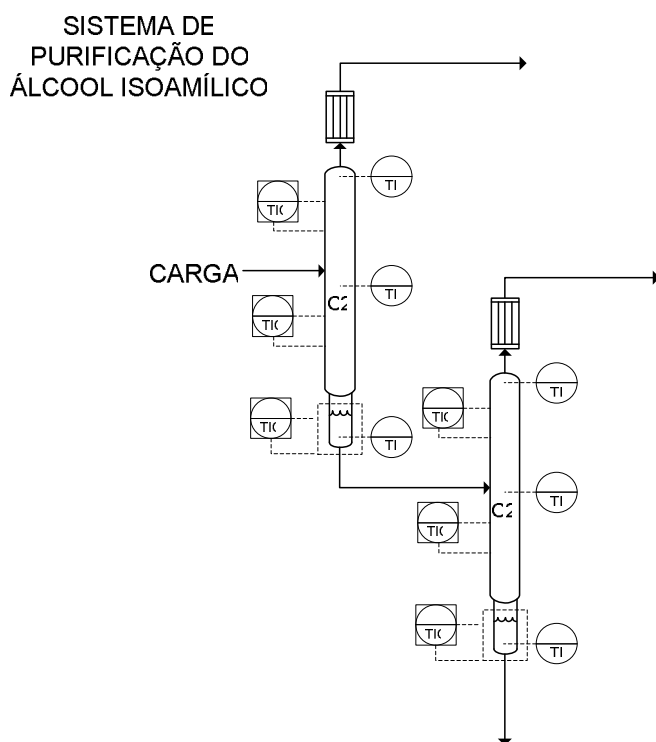 SISTEMA DE
PURIFICAÇÃO DO
ÁLCOOL ISOAMÍLICO
TI
TIC
CARGA
TI
C2
TIC
TI
TIC
TIC
TI
TI
C2
TIC
TIC
TI